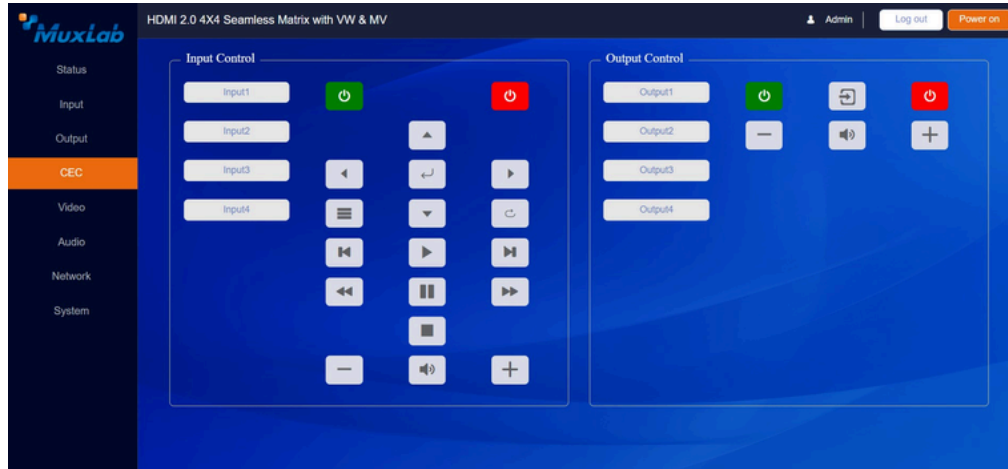 MuxLab
HDMI 2.0 4X4 Seamless Matrix with VW & MV
Admin
Log out
Power on
Status
Input
Output
CEC
Video
Audio
Network
System
Input Control
Input1
Input2
Input3
Input4
Output Control
Output1
Output2
Output3
Output4